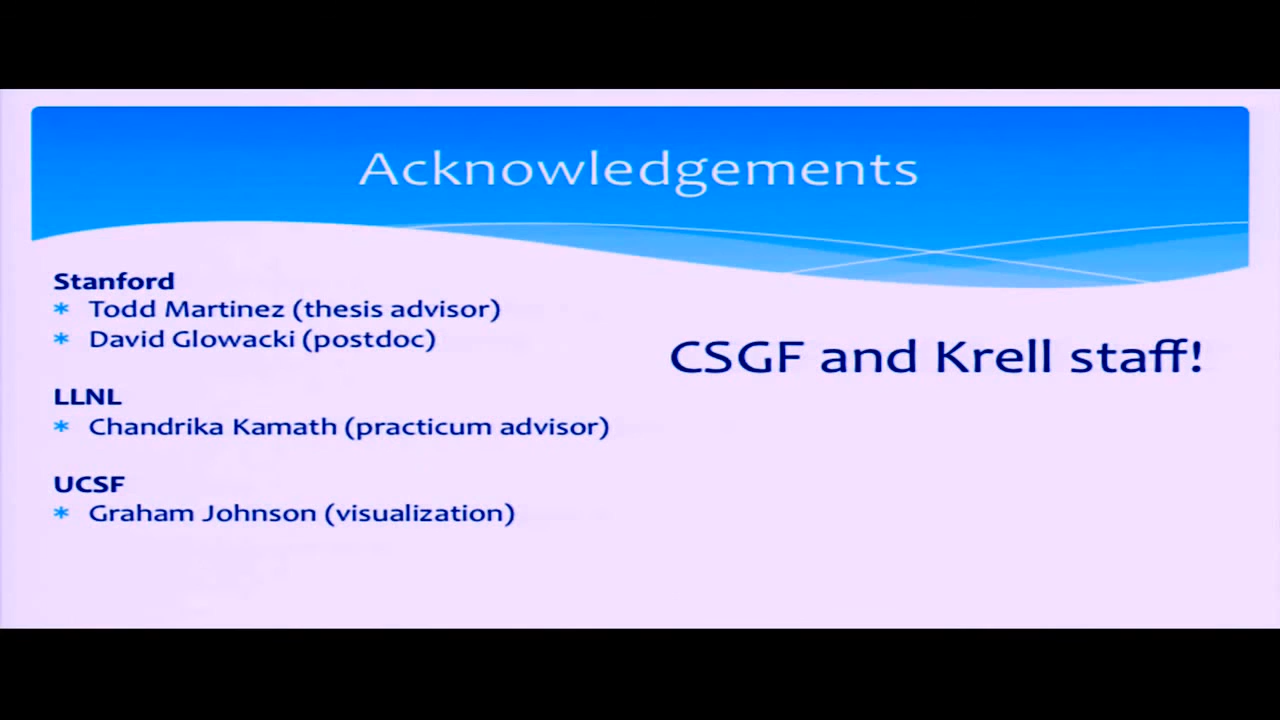 Acknowledgements
Stanford
* Todd Martinez (thesis advisor)
* David Glowacki (postdoc)
LLNL
* Chandrika Kamath (practicum advisor)
UCSF
* Graham Johnson (visualization)
CSGF and Krell staff!